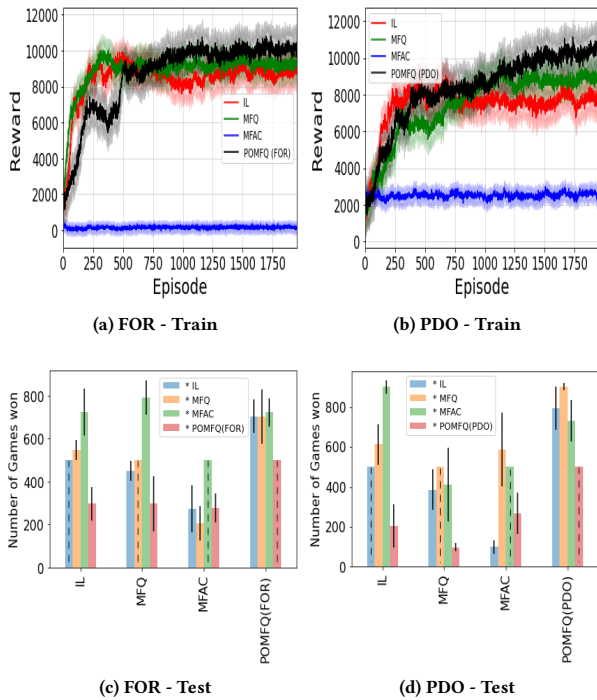 12000
10000
8000
6000
4000
2000
0
Reward
IL
MFQ
MFAC
POMFQ (FOR)
0 250 500 750 1000 1250 1500 1750
Episode
(a) FOR - Train
12000
10000
8000
6000
4000
2000
0
Reward
IL
MFQ
MFAC
POMFQ (PDO)
0 250 500 750 1000 1250 1500 1750
Episode
(b) PDO - Train
800
600
400
200
0
Number of Games won
* IL
* MFQ
* MFAC
* POMFQ(FOR)
IL
MFQ
MFAC
POMFQ(FOR)
(c) FOR - Test
800
600
400
200
0
Number of Games won
* IL
* MFQ
* MFAC
* POMFQ(PDO)
IL
MFQ
MFAC
POMFQ(PDO)
(d) PDO - Test